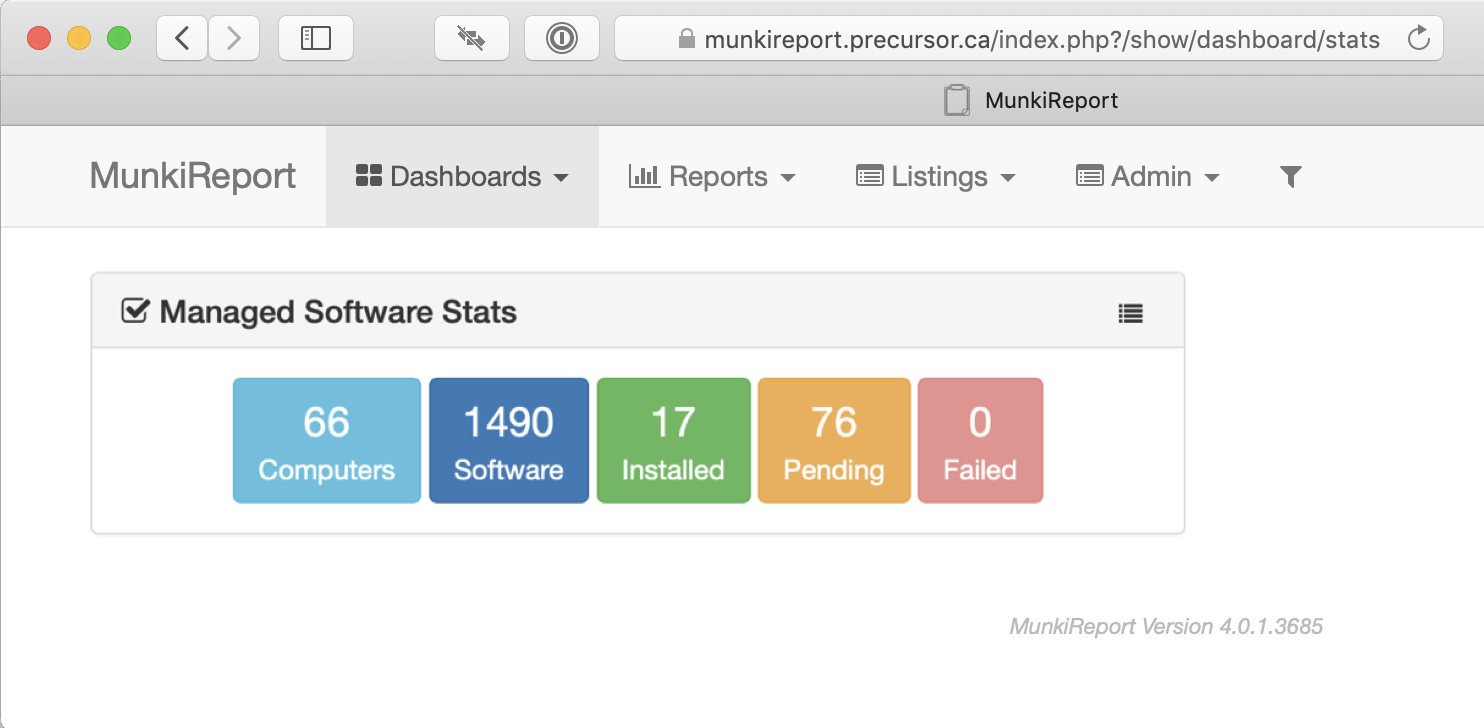 munkireport.precursor.ca/index.php?/show/dashboard/stats
MunkiReport
MunkiReport Dashboards Reports Listings Admin
Managed Software Stats
66 1490 17 76 0
Computers Software Installed Pending Failed
MunkiReport Version 4.0.1.3685